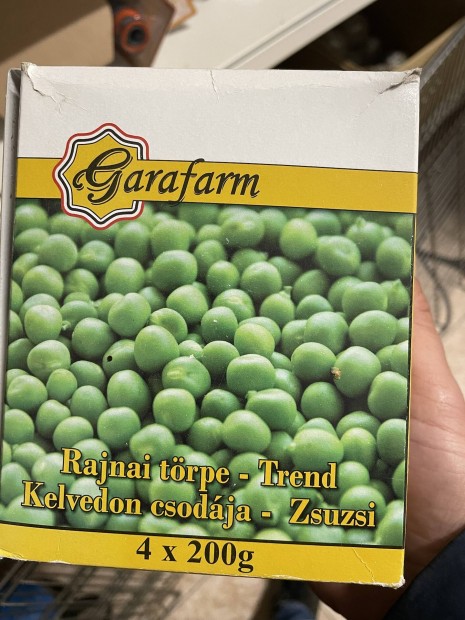 Garafarm
Rajnai törpe - Trend
Kelvedon csodája - Zsuzsi
4 x 200g